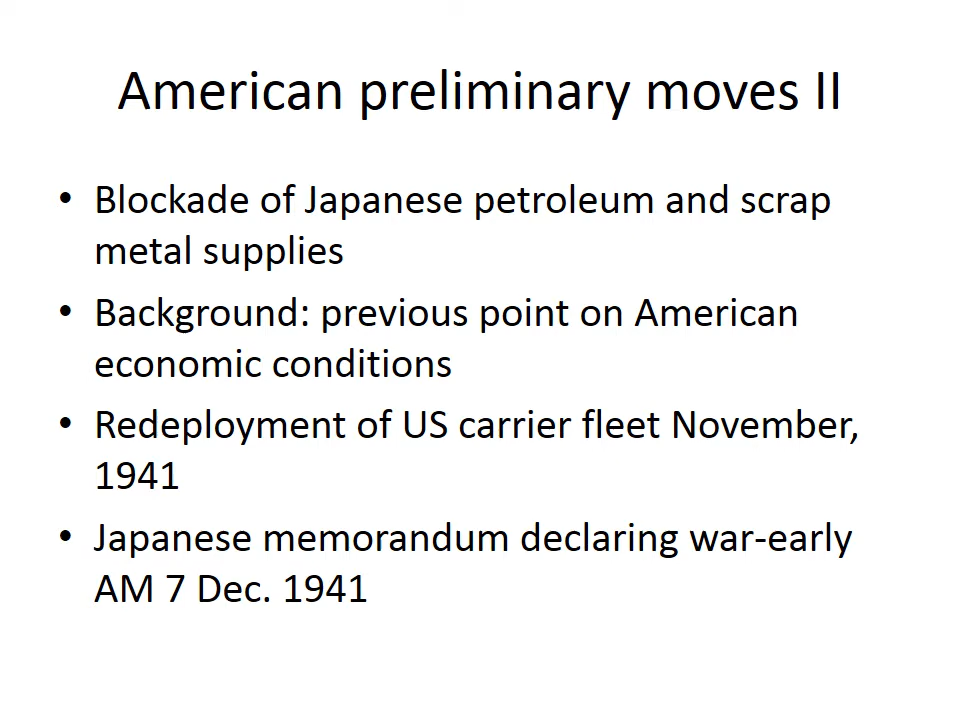 American preliminary moves II
• Blockade of Japanese petroleum and scrap
metal supplies
• Background: previous point on American
economic conditions
• Redeployment of US carrier fleet November,
1941
• Japanese memorandum declaring war-early
AM 7 Dec. 1941